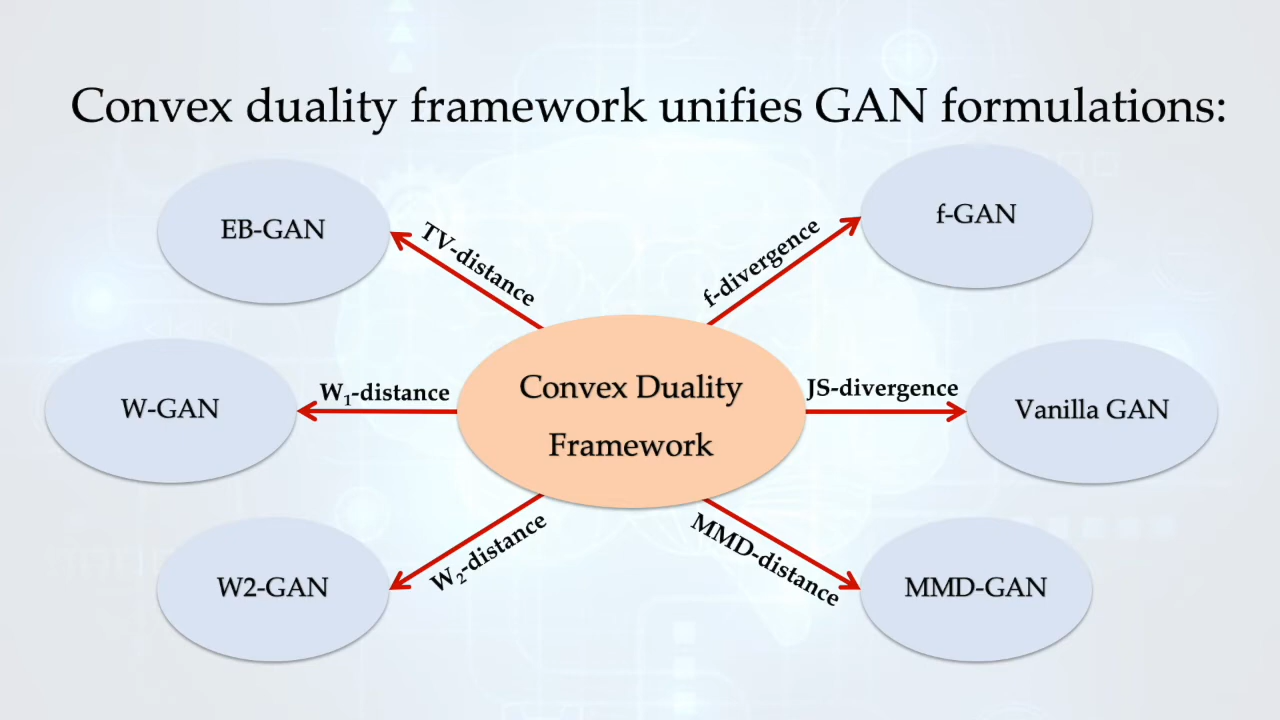 Convex duality framework unifies GAN formulations:
EB-GAN
TV-distance
f-divergence
f-GAN
W-GAN
W₁-distance
Convex Duality
Framework
JS-divergence
Vanilla GAN
W2-GAN
W₂-distance
MMD-distance
MMD-GAN